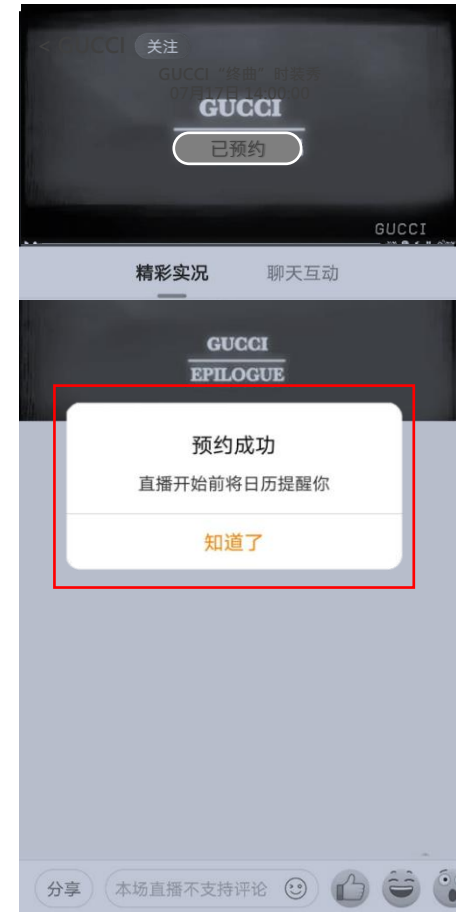 < GUCCI 关注
GUCCI “终曲” 时装秀
07月17日 14:00:00
GUCCI
已预约
GUCCI
精彩实况 聊天互动
GUCCI
EPILOGUE
预约成功
直播开始前将日历提醒你
知道了
分享 本场直播不支持评论